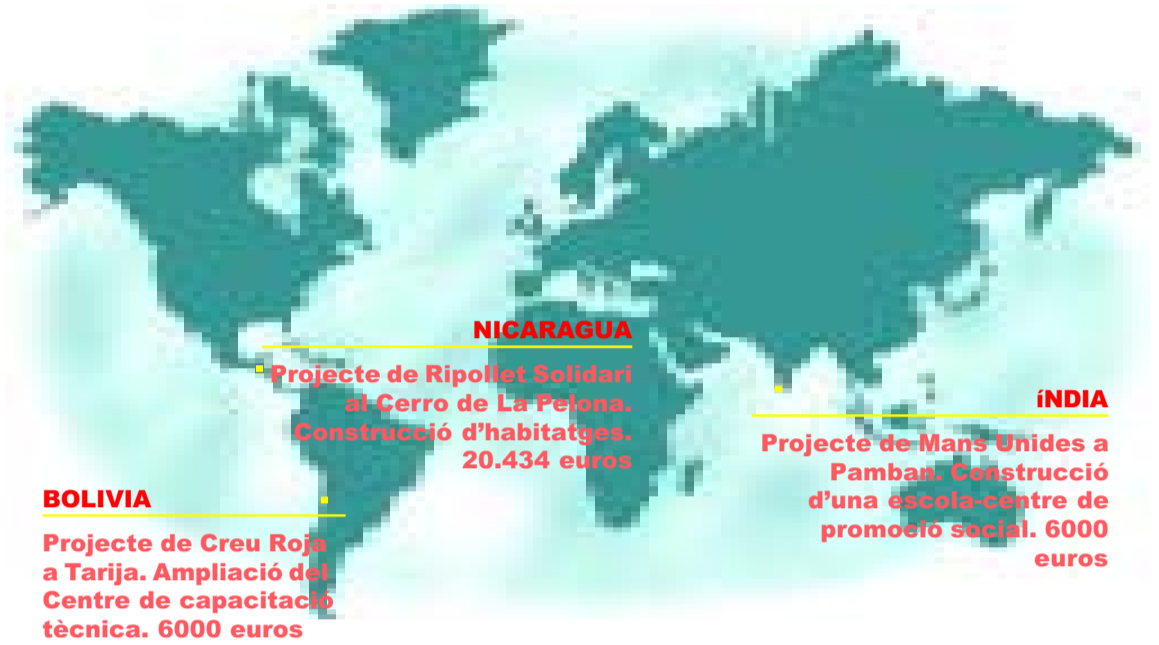 NICARAGUA
Projecte de Ripollet Solidari
al Cerro de La Pelona.
Construcció d'habitatges.
20.434 euros
íNDIA
Projecte de Mans Unides a
Pamban. Construcció
d'una escola-centre de
promoció social. 6000
euros
BOLIVIA
Projecte de Creu Roja
a Tarija. Ampliació del
Centre de capacitació
tècnica. 6000 euros